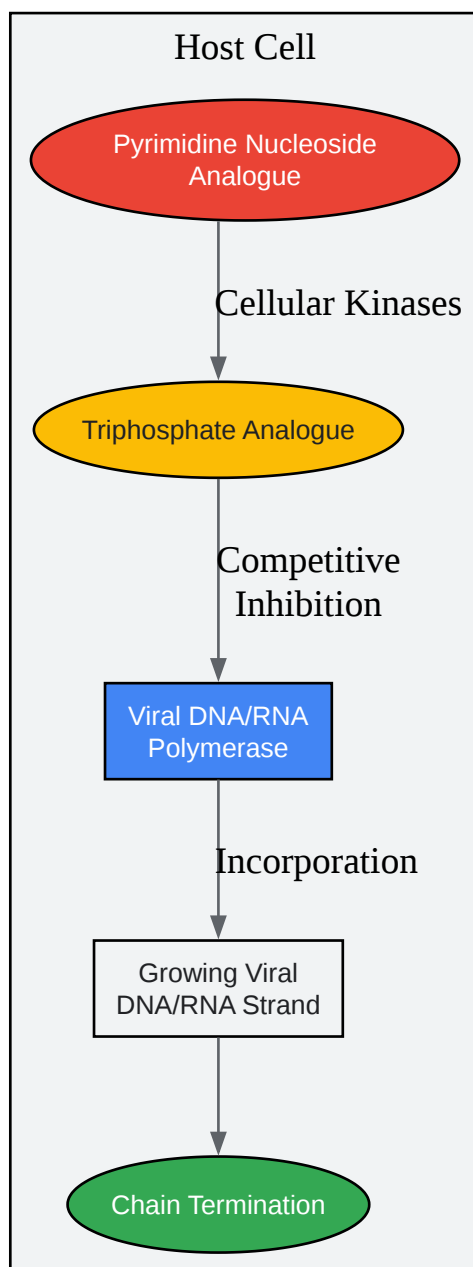 Host Cell
Pyrimidine Nucleoside
Analogue
Cellular Kinases
Triphosphate Analogue
Competitive
Inhibition
Viral DNA/RNA
Polymerase
Incorporation
Growing Viral
DNA/RNA Strand
Chain Termination